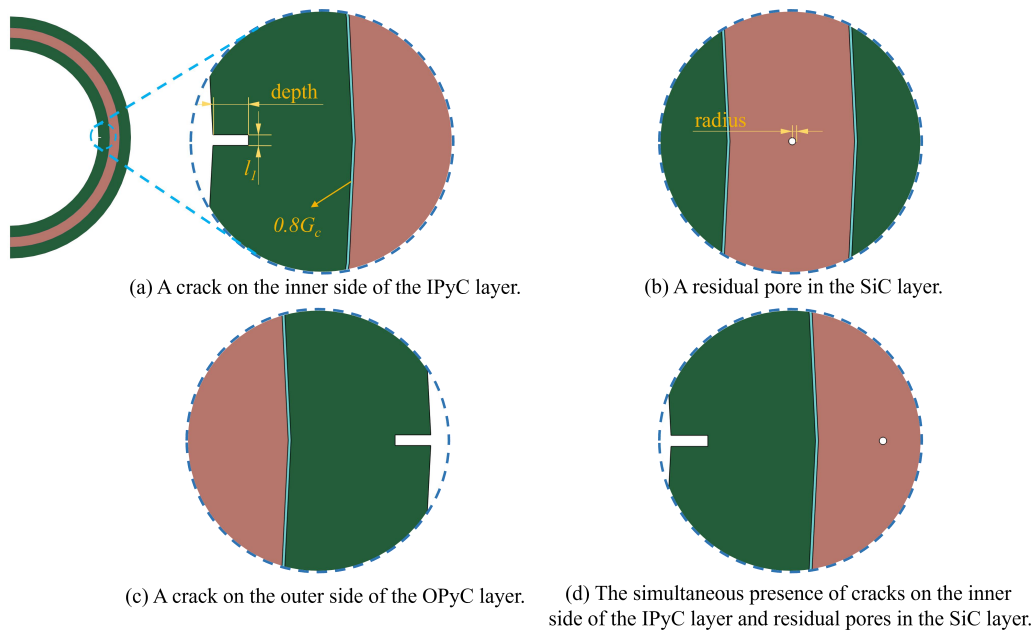 depth
l1
0.8Gc
(a) A crack on the inner side of the IPyC layer.
radius
(b) A residual pore in the SiC layer.
(c) A crack on the outer side of the OPyC layer.
(d) The simultaneous presence of cracks on the inner
side of the IPyC layer and residual pores in the SiC layer.